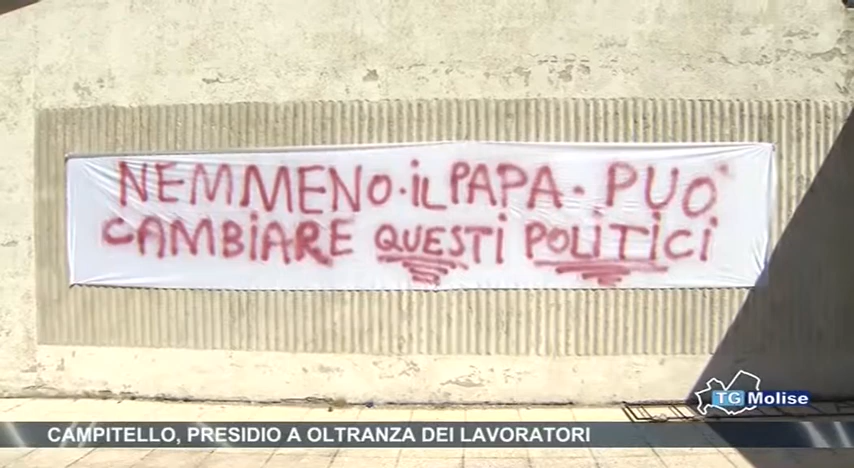 NEMMENO · iL PAPA · PUO'
CAMBiARE QUESTi POLiTiCi
TG Molise
CAMPITELLO, PRESIDIO A OLTRANZA DEI LAVORATORI